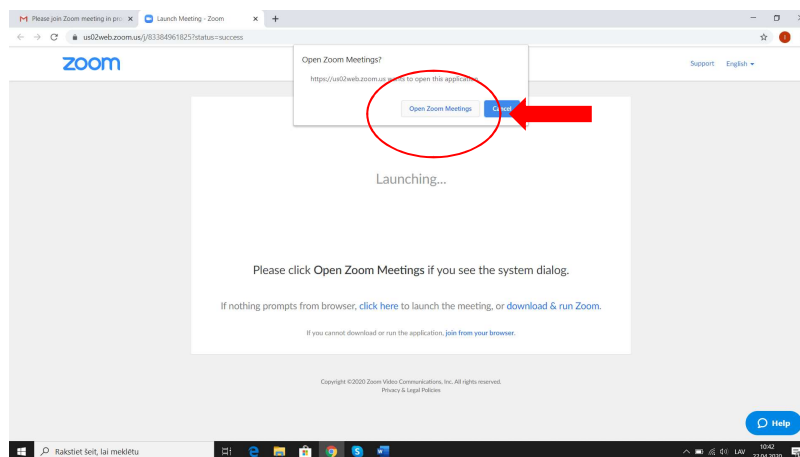 Please join Zoom meeting in pro
Launch Meeting - Zoom
us02web.zoom.us/j/83384961825?status=success
zoom
Support English
Open Zoom Meetings?
https://us02web.zoom.us wants to open this application.
Open Zoom Meetings Cancel
Launching...
Please click Open Zoom Meetings if you see the system dialog.
If nothing prompts from browser, click here to launch the meeting, or download & run Zoom.
If you cannot download or run the application, join from your browser.
Copyright ©2020 Zoom Video Communications, Inc. All rights reserved.
Privacy & Legal Policies
Help
Rakstiet šeit, lai meklētu
LAV
10:42
22.04.2020